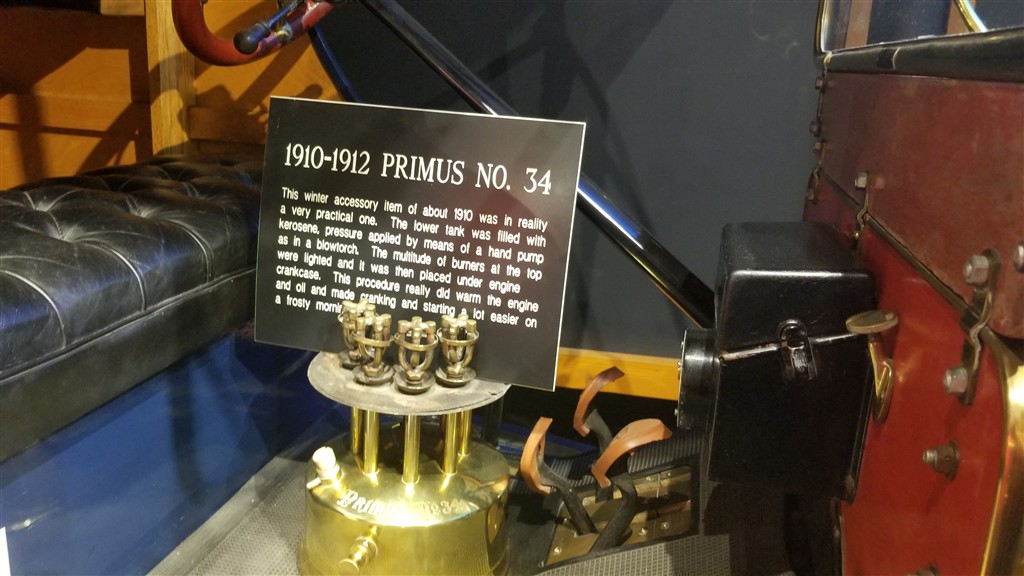 1910-1912 PRIMUS NO. 34
This winter accessory item of about 1910 was in reality
a very practical one. The lower tank was filled with
kerosene, pressure applied by means of a hand pump
as in a blowtorch. The multitude of burners at the top
were lighted and it was then placed under engine
crankcase. This procedure really did warm the engine
and oil and made cranking and starting a lot easier on
a frosty